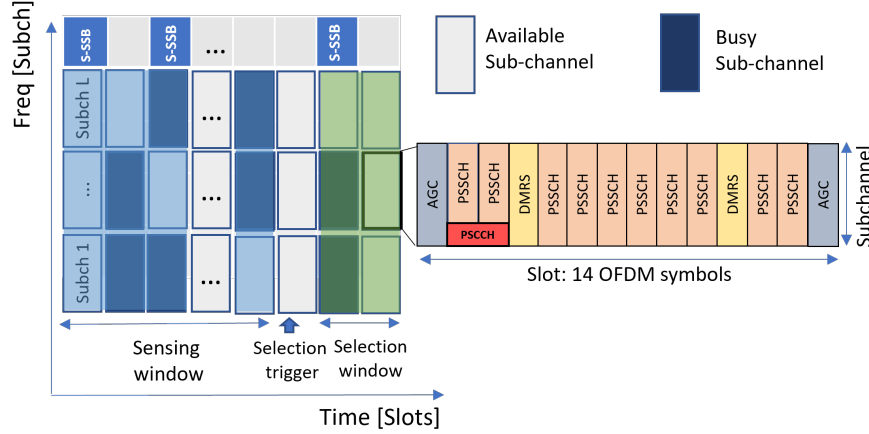 Freq [Subch]
S-SSB
S-SSB
...
S-SSB
Subch L
...
...
...
Subch 1
...
Sensing
window
Selection
trigger
Selection
window
Time [Slots]
Available
Sub-channel
Busy
Sub-channel
AGC
PSSCH
PSSCH
PSCCH
DMRS
PSSCH
PSSCH
PSSCH
PSSCH
PSSCH
PSSCH
DMRS
PSSCH
PSSCH
AGC
Subchannel
Slot: 14 OFDM symbols